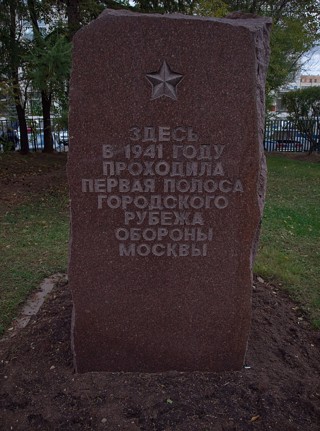 ЗДЕСЬ
В 1941 ГОДУ
ПРОХОДИЛА
ПЕРВАЯ ПОЛОСА
ГОРОДСКОГО
РУБЕЖА
ОБОРОНЫ
МОСКВЫ